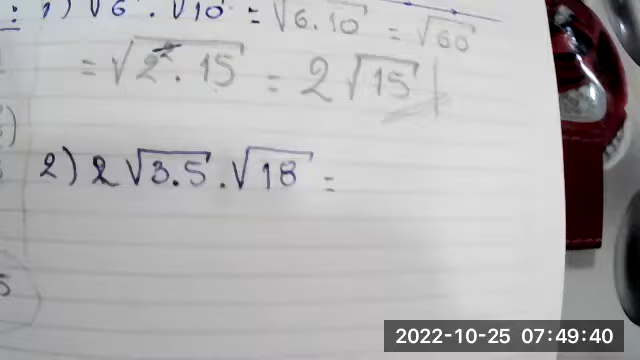 : 1) √6 . √10 = √6.10 = √60
= √2² . 15 = 2 √15
2) 2 √3.5 . √18 =
2022-10-25 07:49:40